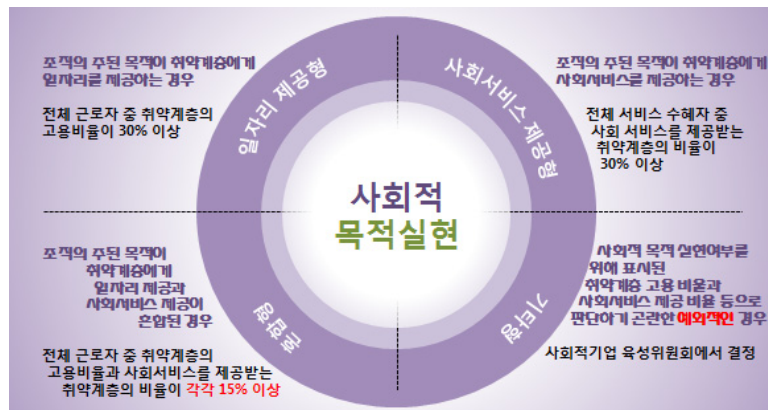 조직의 주된 목적이 취약계층에게
일자리를 제공하는 경우
전체 근로자 중 취약계층의
고용비율이 30% 이상
일자리 제공형
사회서비스 제공형
조직의 주된 목적이 취약계층에게
사회서비스를 제공하는 경우
전체 서비스 수혜자 중
사회 서비스를 제공받는
취약계층의 비율이
30% 이상
사회적
목적실현
조직의 주된 목적이
취약계층에게
일자리 제공과
사회서비스 제공이
혼합된 경우
전체 근로자 중 취약계층의
고용비율과 사회서비스를 제공받는
취약계층의 비율이 각각 15% 이상
혼합형
기타형
사회적 목적 실현여부를
위해 표시된
취약계층 고용 비율과
사회서비스 제공 비율 등으로
판단하기 곤란한 예외적인 경우
사회적기업 육성위원회에서 결정